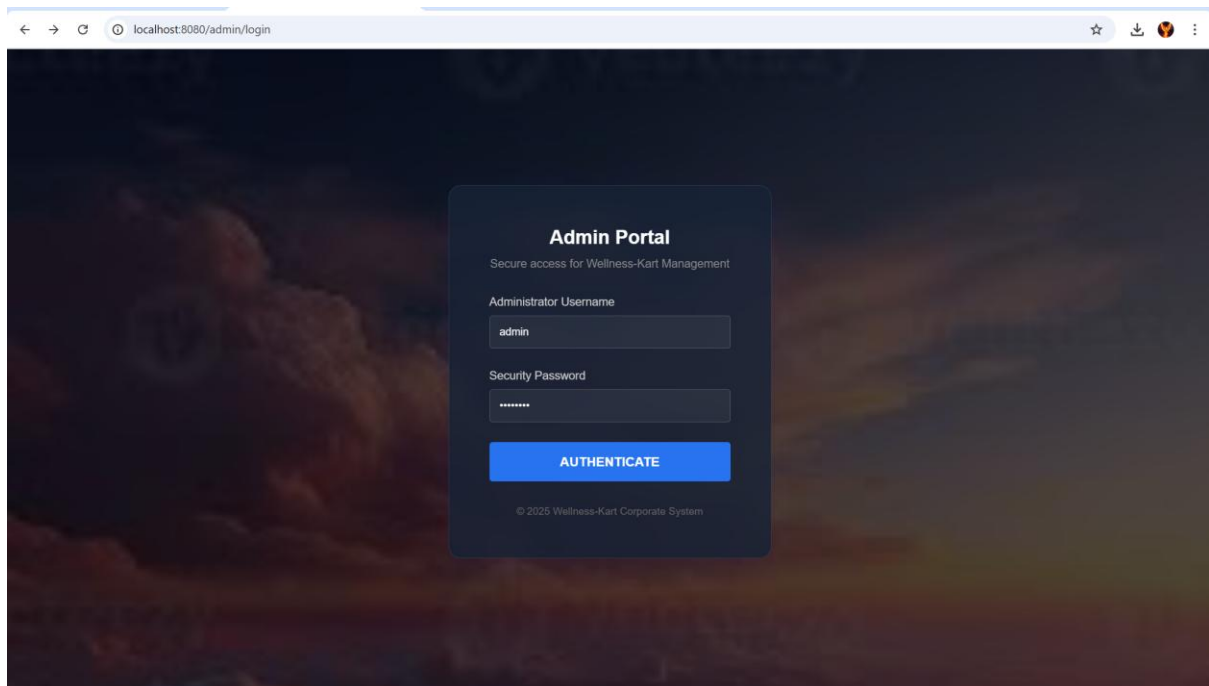 localhost:8080/admin/login
Admin Portal
Secure access for Wellness-Kart Management
Administrator Username
admin
Security Password
••••••••
AUTHENTICATE
© 2025 Wellness-Kart Corporate System